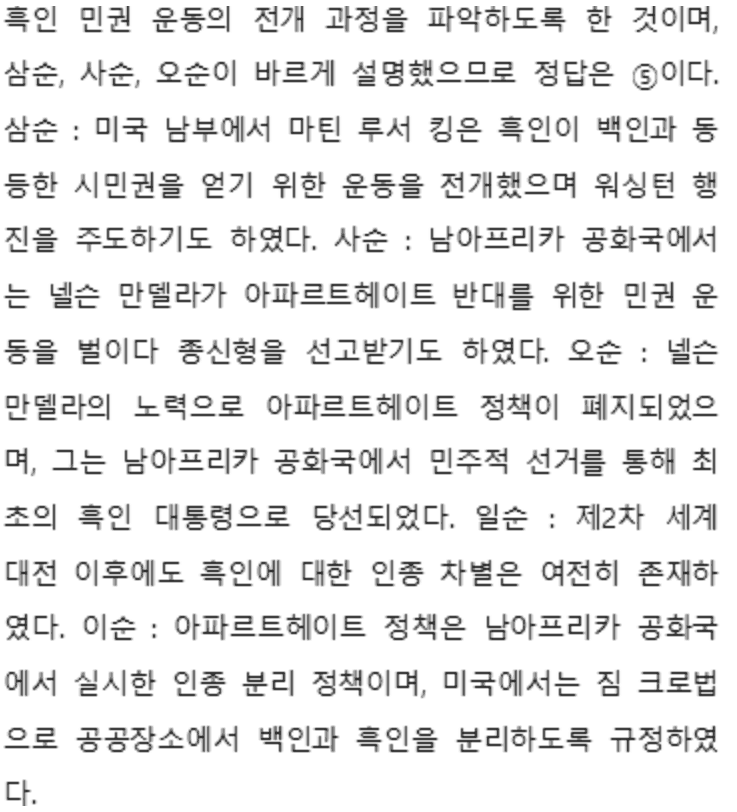 흑인 민권 운동의 전개 과정을 파악하도록 한 것이며,
삼순, 사순, 오순이 바르게 설명했으므로 정답은 ⑤이다.
삼순 : 미국 남부에서 마틴 루서 킹은 흑인이 백인과 동
등한 시민권을 얻기 위한 운동을 전개했으며 워싱턴 행
진을 주도하기도 하였다. 사순 : 남아프리카 공화국에서
는 넬슨 만델라가 아파르트헤이트 반대를 위한 민권 운
동을 벌이다 종신형을 선고받기도 하였다. 오순 : 넬슨
만델라의 노력으로 아파르트헤이트 정책이 폐지되었으
며, 그는 남아프리카 공화국에서 민주적 선거를 통해 최
초의 흑인 대통령으로 당선되었다. 일순 : 제2차 세계
대전 이후에도 흑인에 대한 인종 차별은 여전히 존재하
였다. 이순 : 아파르트헤이트 정책은 남아프리카 공화국
에서 실시한 인종 분리 정책이며, 미국에서는 짐 크로법
으로 공공장소에서 백인과 흑인을 분리하도록 규정하였
다.